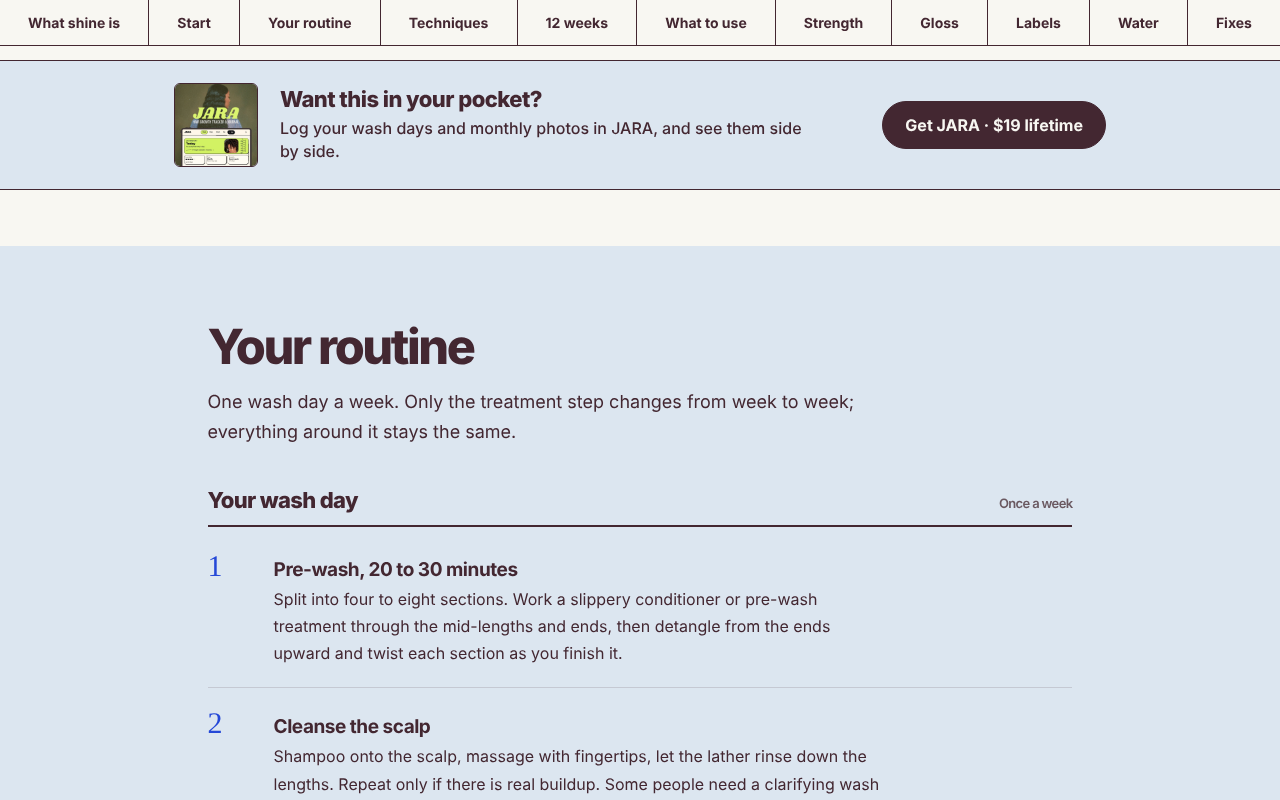 What shine is
Start
Your routine
Techniques
12 weeks
What to use
Strength
Gloss
Labels
Water
Fixes
JARA
Want this in your pocket?
Log your wash days and monthly photos in JARA, and see them side
by side.
Get JARA · $19 lifetime
Your routine
One wash day a week. Only the treatment step changes from week to week;
everything around it stays the same.
Your wash day
Once a week
1
Pre-wash, 20 to 30 minutes
Split into four to eight sections. Work a slippery conditioner or pre-wash
treatment through the mid-lengths and ends, then detangle from the ends
upward and twist each section as you finish it.
2
Cleanse the scalp
Shampoo onto the scalp, massage with fingertips, let the lather rinse down the
lengths. Repeat only if there is real buildup. Some people need a clarifying wash